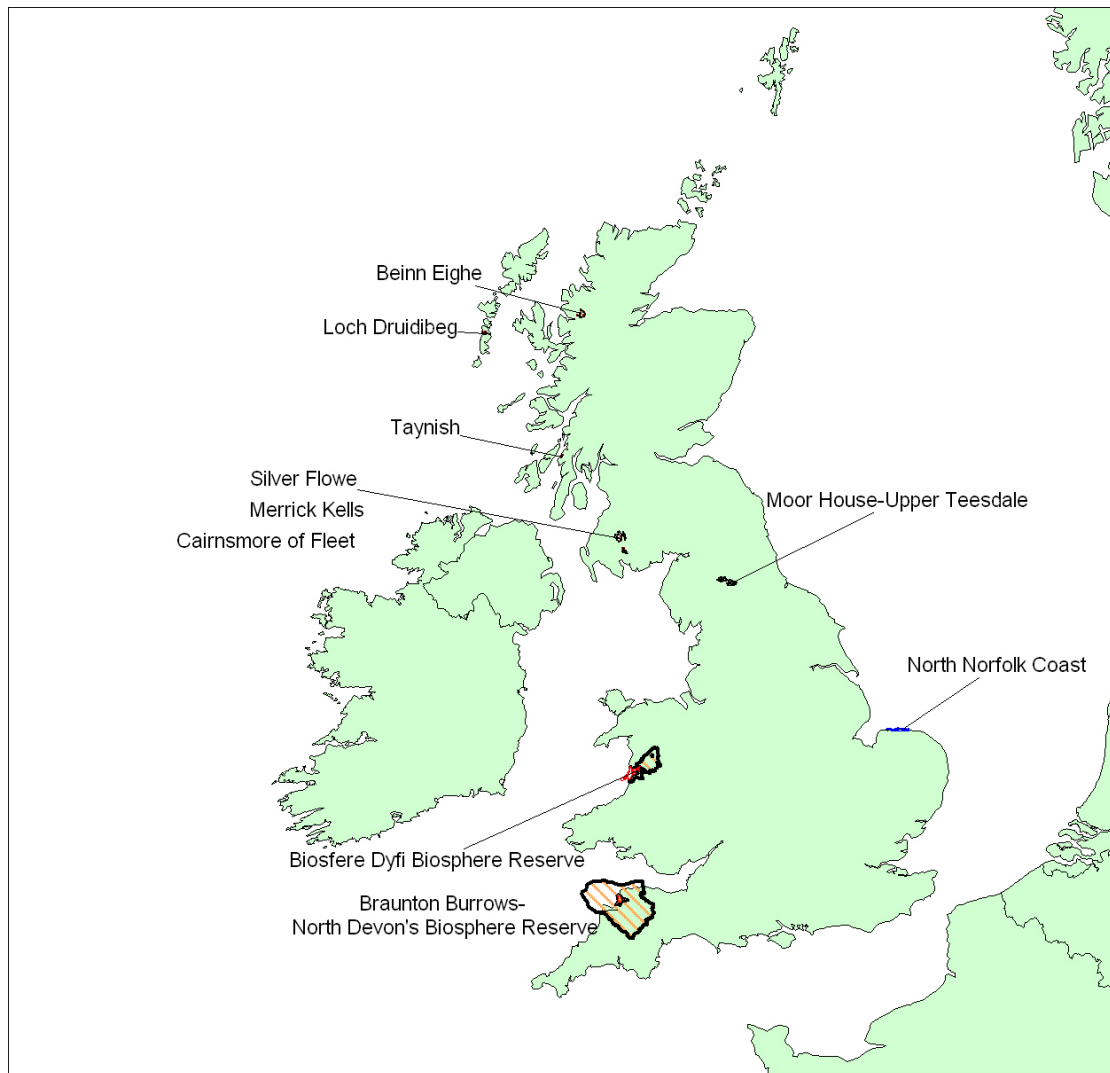 Beinn Eighe
Loch Druidibeg
Taynish
Silver Flowe
Merrick Kells
Cairnsmore of Fleet
Moor House-Upper Teesdale
North Norfolk Coast
Biosfere Dyfi Biosphere Reserve
Braunton Burrows-
North Devon's Biosphere Reserve